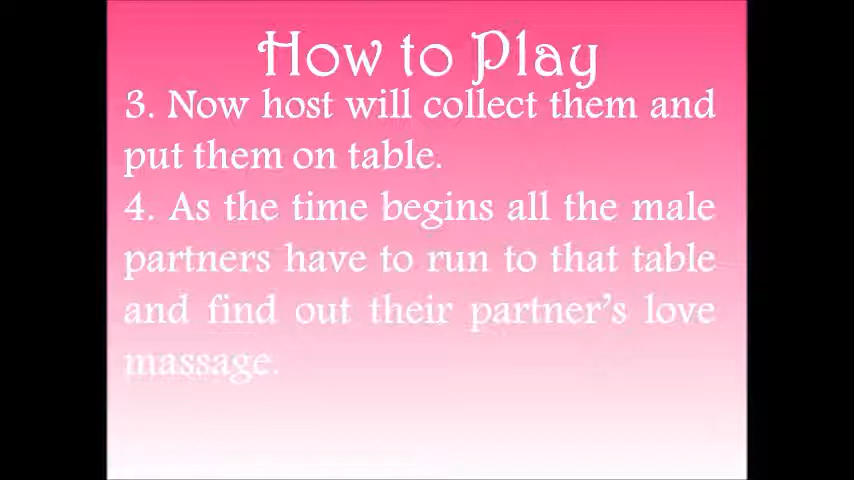 How to Play
3. Now host will collect them and
put them on table.
4. As the time begins all the male
partners have to run to that table
and find out their partner's love
massage.